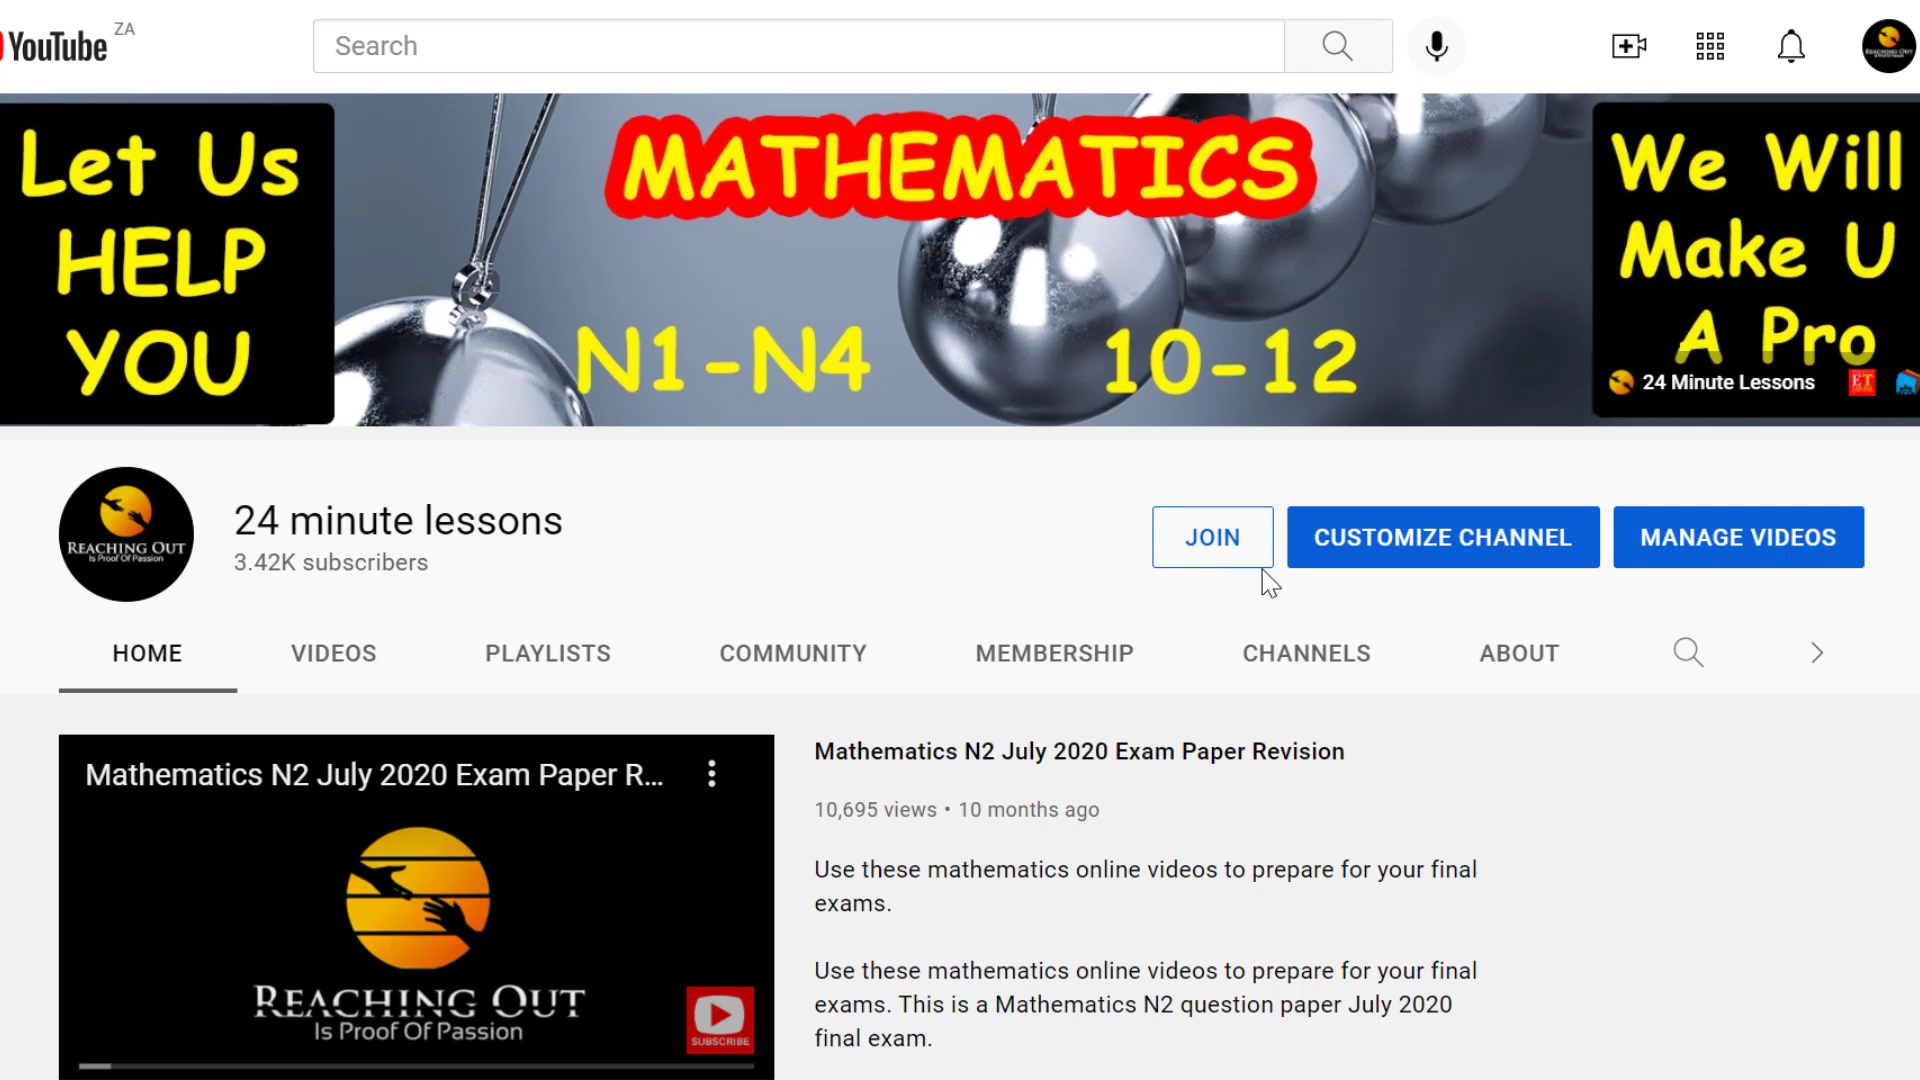 YouTube ZA
Search
Let Us
HELP
YOU
MATHEMATICS
N1-N4 10-12
We Will
Make U
A Pro
24 Minute Lessons
ET
REACHING OUT
Is Proof Of Passion
24 minute lessons
3.42K subscribers
JOIN
CUSTOMIZE CHANNEL
MANAGE VIDEOS
HOME VIDEOS PLAYLISTS COMMUNITY MEMBERSHIP CHANNELS ABOUT
Mathematics N2 July 2020 Exam Paper R...
REACHING OUT
Is Proof Of Passion
SUBSCRIBE
Mathematics N2 July 2020 Exam Paper Revision
10,695 views • 10 months ago
Use these mathematics online videos to prepare for your final
exams.
Use these mathematics online videos to prepare for your final
exams. This is a Mathematics N2 question paper July 2020
final exam.